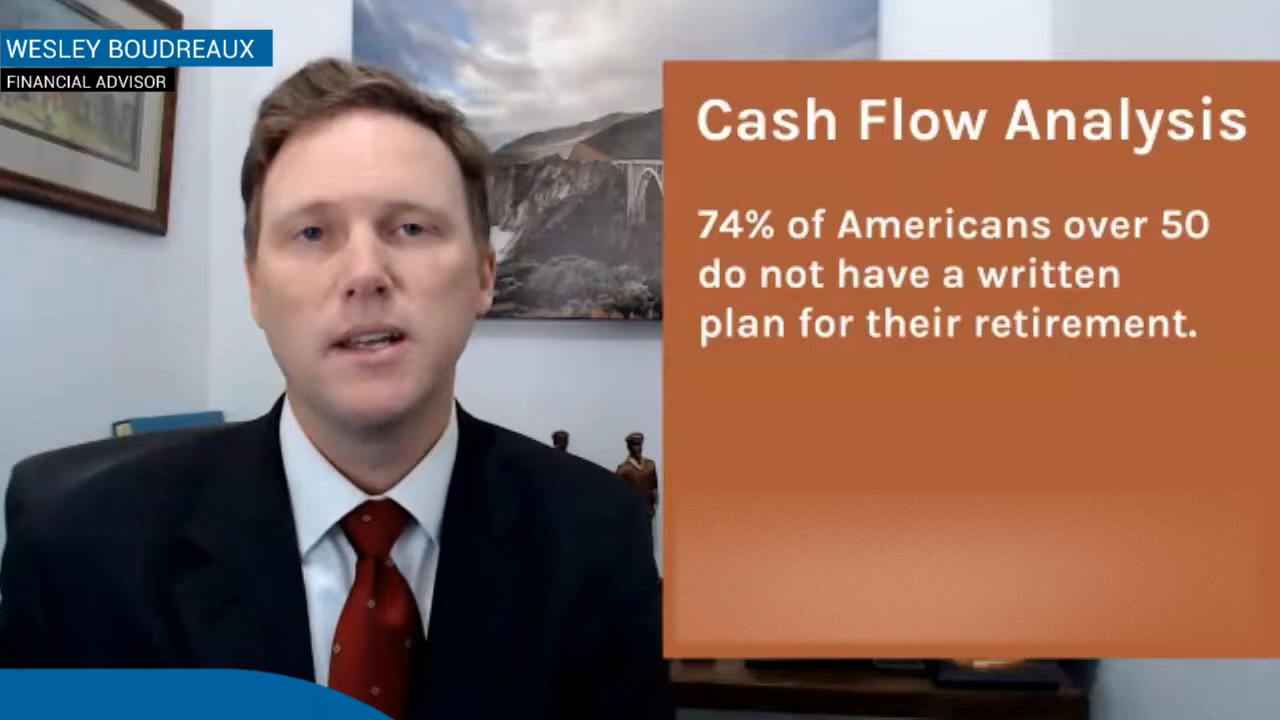 WESLEY BOUDREAUX
FINANCIAL ADVISOR
Cash Flow Analysis
74% of Americans over 50
do not have a written
plan for their retirement.